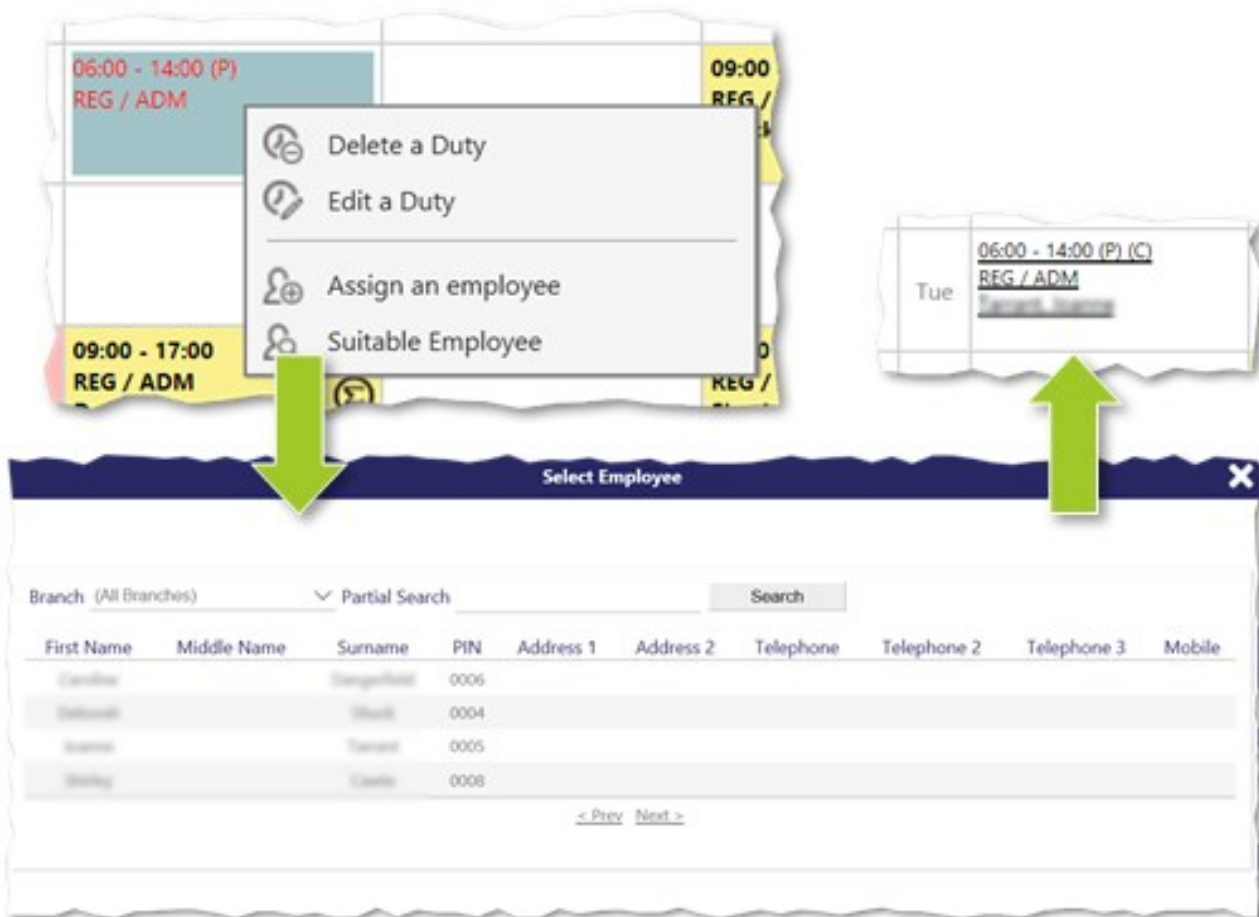 06:00 - 14:00 (P)
REG / ADM
09:00
REG /
Delete a Duty
Edit a Duty
Assign an employee
Suitable Employee
09:00 - 17:00
REG / ADM
REG /
Tue
06:00 - 14:00 (P) (C)
REG / ADM
Select Employee
Branch (All Branches) Partial Search Search
First Name Middle Name Surname PIN Address 1 Address 2 Telephone Telephone 2 Telephone 3 Mobile
0006
0004
0005
0008
< Prev Next >